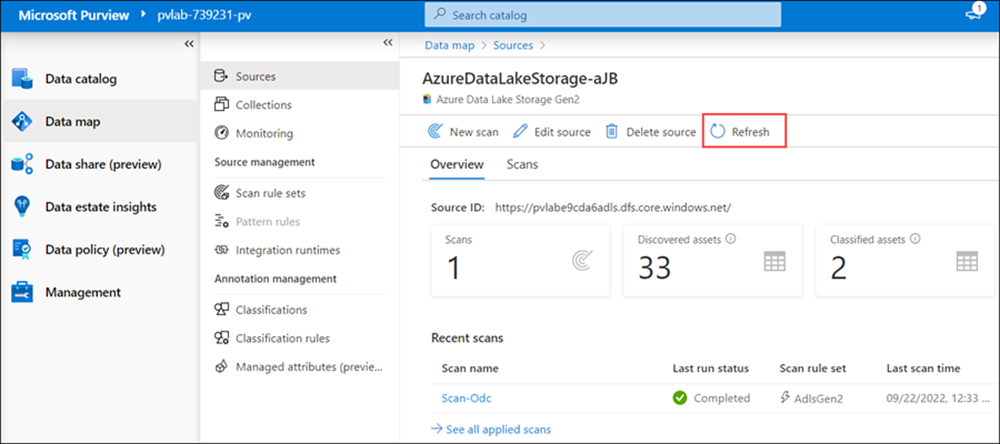 Microsoft Purview pvlab-739231-pv
Search catalog
1
Data catalog
Data map
Data share (preview)
Data estate insights
Data policy (preview)
Management
Sources
Collections
Monitoring
Source management
Scan rule sets
Pattern rules
Integration runtimes
Annotation management
Classifications
Classification rules
Managed attributes (previe...
Data map > Sources >
AzureDataLakeStorage-aJB
Azure Data Lake Storage Gen2
New scan Edit source Delete source Refresh
Overview Scans
Source ID: https://pvlabe9cda6adls.dfs.core.windows.net/
Scans
1
Discovered assets
33
Classified assets
2
Recent scans
Scan name Last run status Scan rule set Last scan time
Scan-Odc Completed AdlsGen2 09/22/2022, 12:33 ...
See all applied scans